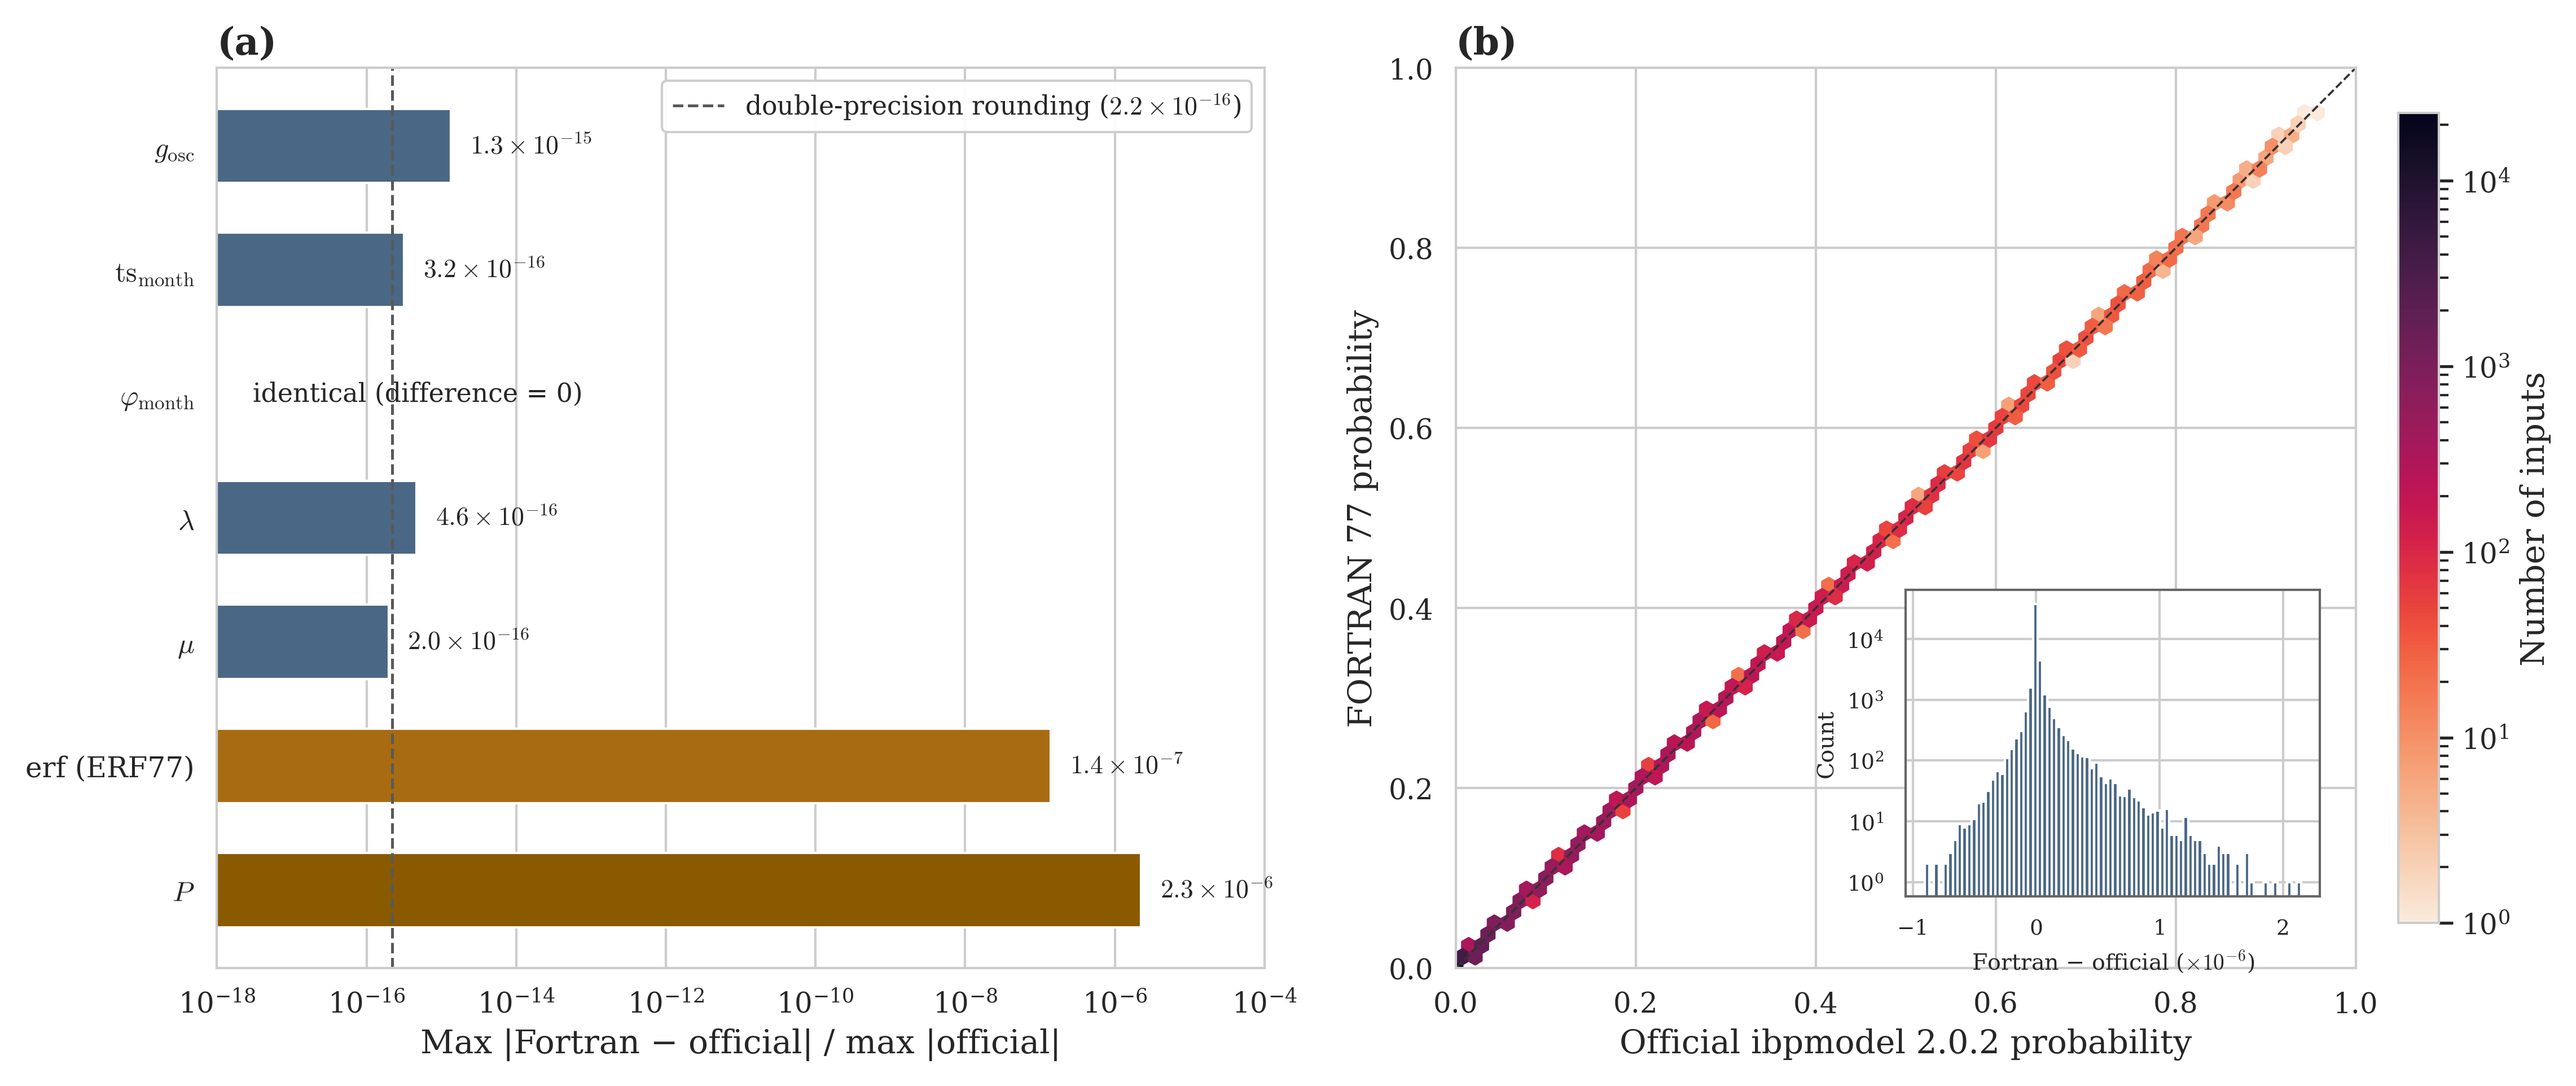 (a)
double-precision rounding (2.2 × 10⁻¹⁶)
g_osc
1.3 × 10⁻¹⁵
ts_month
3.2 × 10⁻¹⁶
φ_month
identical (difference = 0)
λ
4.6 × 10⁻¹⁶
μ
2.0 × 10⁻¹⁶
erf (ERF77)
1.4 × 10⁻⁷
P
2.3 × 10⁻⁶
10⁻¹⁸ 10⁻¹⁶ 10⁻¹⁴ 10⁻¹² 10⁻¹⁰ 10⁻⁸ 10⁻⁶ 10⁻⁴
Max |Fortran − official| / max |official|
(b)
FORTRAN 77 probability
1.0
0.8
0.6
0.4
0.2
0.0
0.0 0.2 0.4 0.6 0.8 1.0
Official ibpmodel 2.0.2 probability
Count
10⁴
10³
10²
10¹
10⁰
−1 0 1 2
Fortran − official (×10⁻⁶)
10⁴
10³
10²
10¹
10⁰
Number of inputs